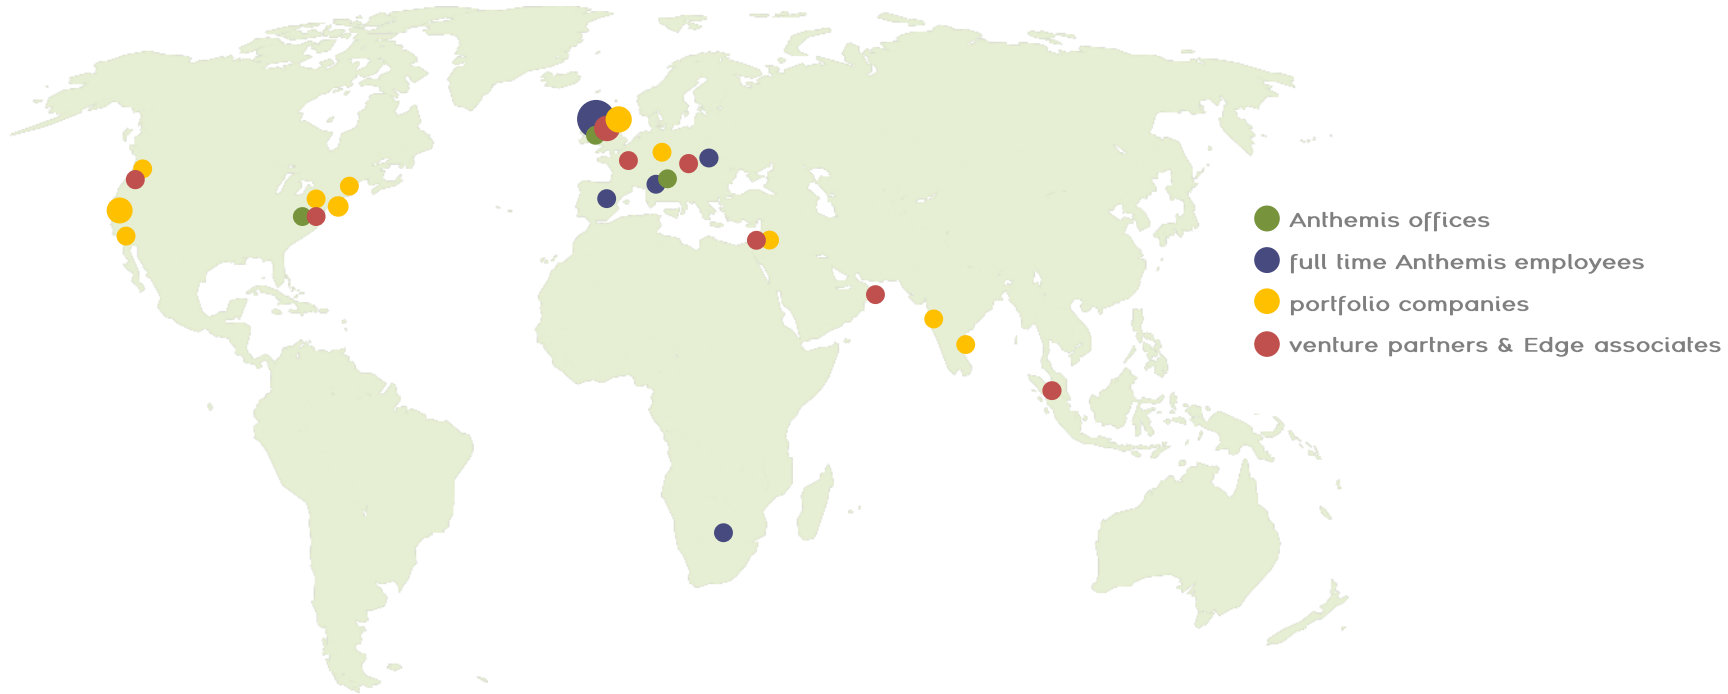 Anthemis offices
full time Anthemis employees
portfolio companies
venture partners & Edge associates